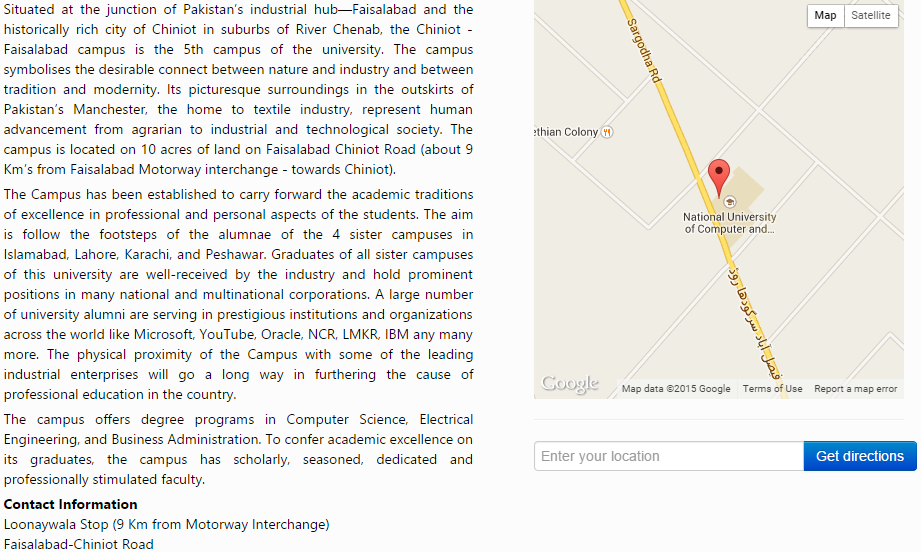 Situated at the junction of Pakistan's industrial hub—Faisalabad and the
historically rich city of Chiniot in suburbs of River Chenab, the Chiniot -
Faisalabad campus is the 5th campus of the university. The campus
symbolises the desirable connect between nature and industry and between
tradition and modernity. Its picturesque surroundings in the outskirts of
Pakistan's Manchester, the home to textile industry, represent human
advancement from agrarian to industrial and technological society. The
campus is located on 10 acres of land on Faisalabad Chiniot Road (about 9
Km's from Faisalabad Motorway interchange - towards Chiniot).
The Campus has been established to carry forward the academic traditions
of excellence in professional and personal aspects of the students. The aim
is follow the footsteps of the alumnae of the 4 sister campuses in
Islamabad, Lahore, Karachi, and Peshawar. Graduates of all sister campuses
of this university are well-received by the industry and hold prominent
positions in many national and multinational corporations. A large number
of university alumni are serving in prestigious institutions and organizations
across the world like Microsoft, YouTube, Oracle, NCR, LMKR, IBM any many
more. The physical proximity of the Campus with some of the leading
industrial enterprises will go a long way in furthering the cause of
professional education in the country.
The campus offers degree programs in Computer Science, Electrical
Engineering, and Business Administration. To confer academic excellence on
its graduates, the campus has scholarly, seasoned, dedicated and
professionally stimulated faculty.
Contact Information
Loonaywala Stop (9 Km from Motorway Interchange)
Faisalabad-Chiniot Road
Map Satellite
Sargodha Rd
ethian Colony
National University
of Computer and...
فیصل آباد سرگودھا روڈ
Google Map data ©2015 Google Terms of Use Report a map error
Enter your location Get directions